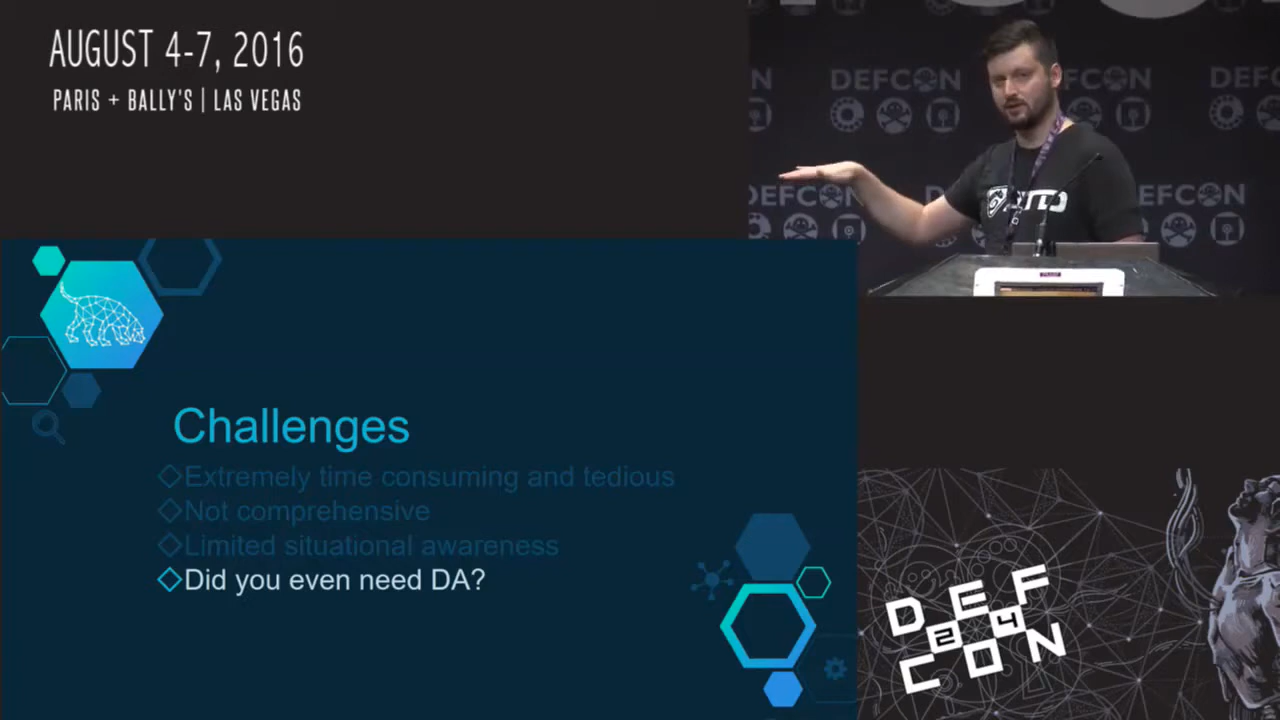 AUGUST 4-7, 2016
PARIS + BALLY'S | LAS VEGAS
DEFCON
DEFCON
Challenges
Extremely time consuming and tedious
Not comprehensive
Limited situational awareness
Did you even need DA?
DEF
24
CON